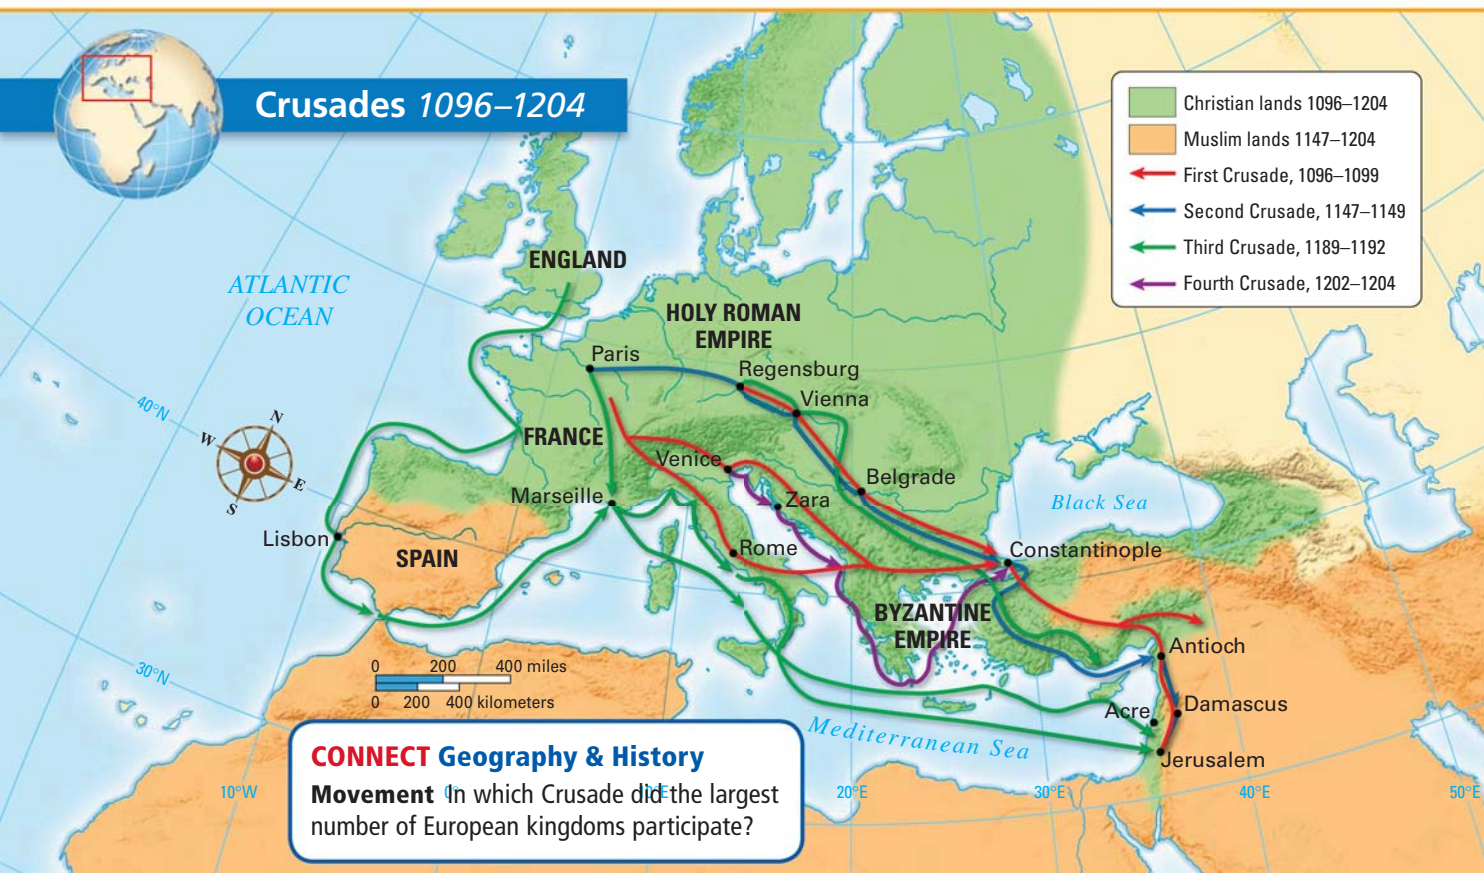 Crusades 1096–1204
Christian lands 1096–1204
Muslim lands 1147–1204
First Crusade, 1096–1099
Second Crusade, 1147–1149
Third Crusade, 1189–1192
Fourth Crusade, 1202–1204
ATLANTIC
OCEAN
ENGLAND
HOLY ROMAN
EMPIRE
Paris
Regensburg
Vienna
40°N
N
W
E
S
FRANCE
Venice
Belgrade
Marseille
Zara
Black Sea
Lisbon
SPAIN
Rome
Constantinople
BYZANTINE
EMPIRE
Antioch
30°N
0 200 400 miles
0 200 400 kilometers
Acre
Damascus
Mediterranean Sea
Jerusalem
10°W 0° 10°E 20°E 30°E 40°E 50°E
CONNECT Geography & History
Movement In which Crusade did the largest
number of European kingdoms participate?